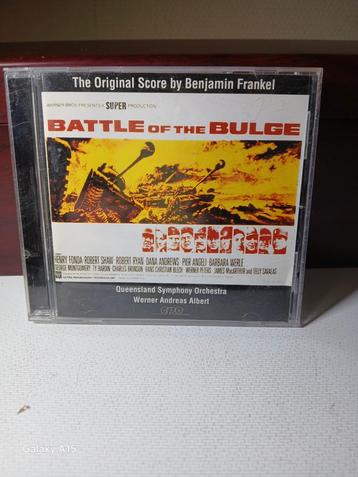 The Original Score by Benjamin Frankel
WARNER BROS. PRESENTS A SUPER PRODUCTION
BATTLE OF THE BULGE
HENRY FONDA ROBERT SHAW ROBERT RYAN DANA ANDREWS PIER ANGELI BARBARA WERLE
GEORGE MONTGOMERY TY HARDIN CHARLES BRONSON HANS CHRISTIAN BLECH WERNER PETERS JAMES MacARTHUR and TELLY SAVALAS
Queensland Symphony Orchestra
Werner Andreas Albert
cpo
Galaxy A15